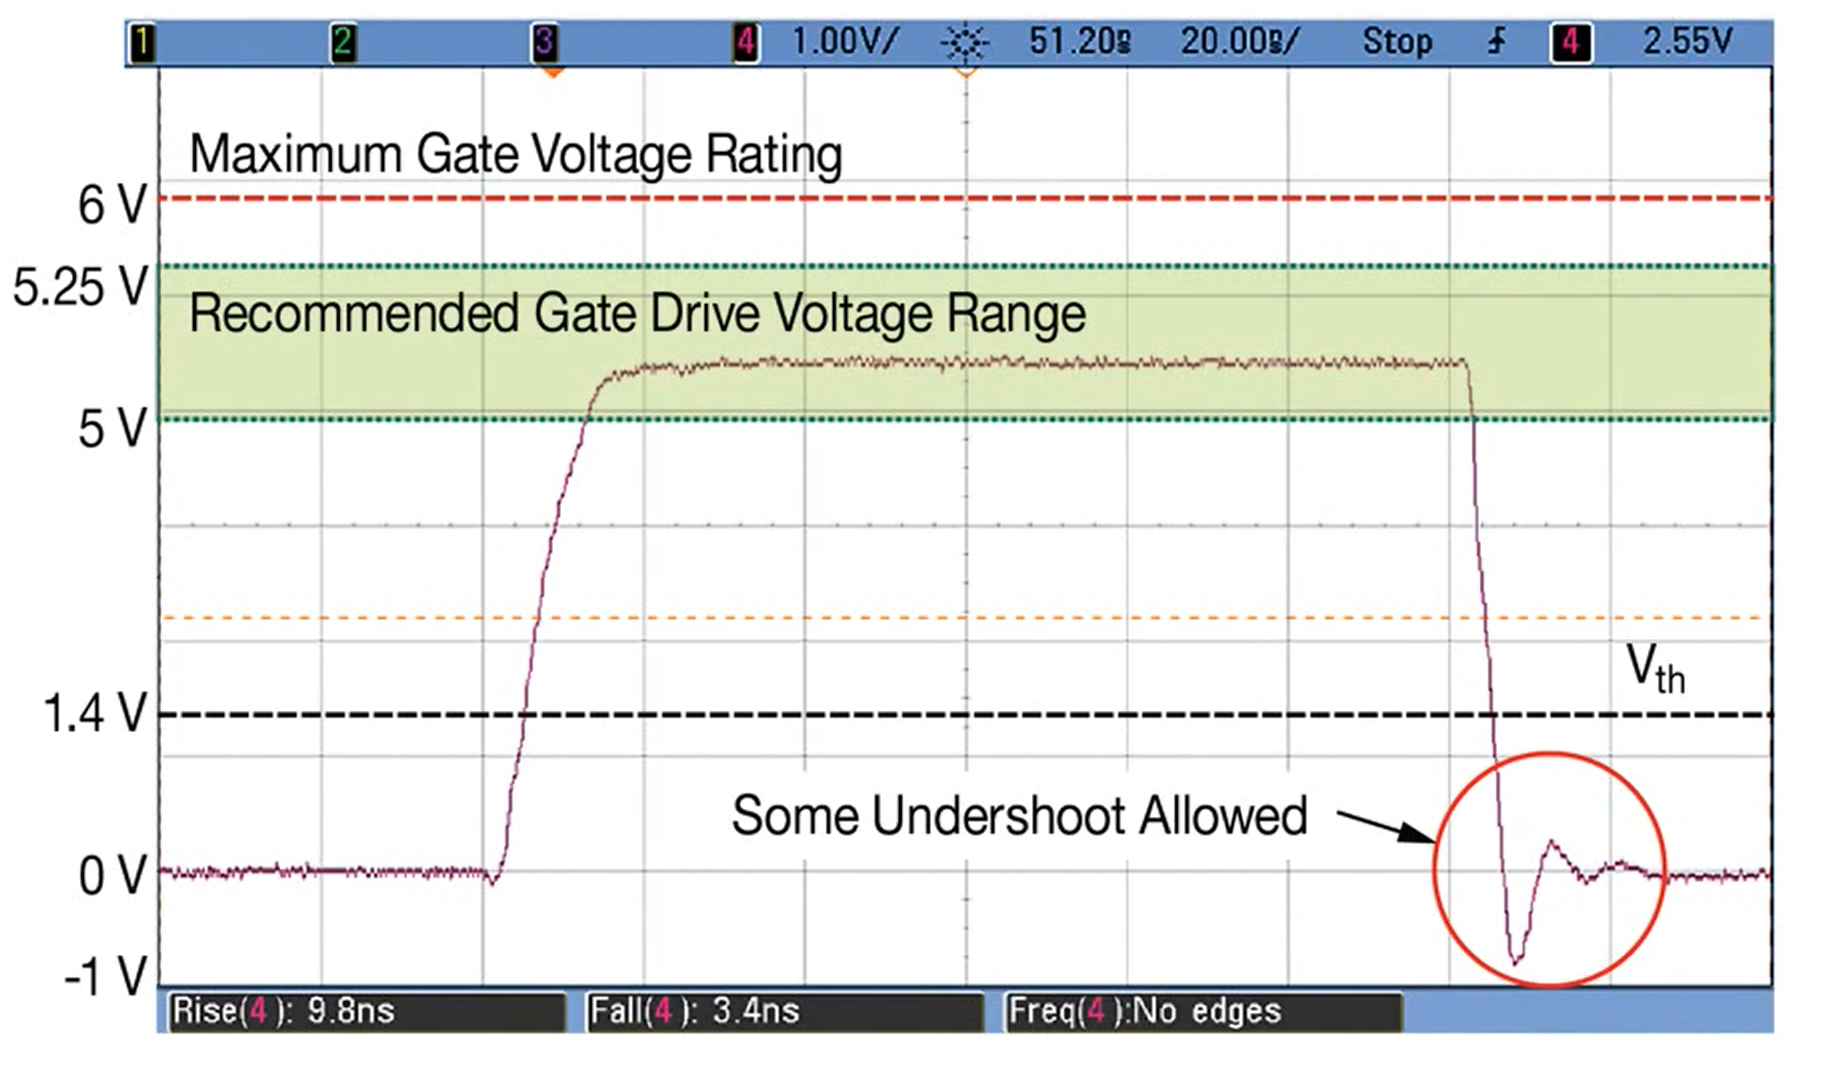 1 2 3 4 1.00V/ 51.20s 20.00s/ Stop 4 2.55V
Maximum Gate Voltage Rating
6 V
5.25 V
Recommended Gate Drive Voltage Range
5 V
Vth
1.4 V
Some Undershoot Allowed
0 V
-1 V
Rise(4): 9.8ns Fall(4): 3.4ns Freq(4):No edges